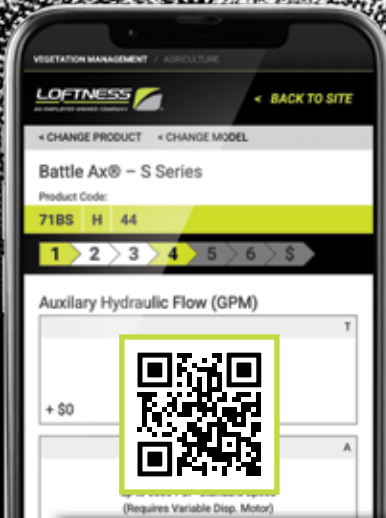 VEGETATION MANAGEMENT / AGRICULTURE
LOFTNESS
AN EMPLOYEE OWNED COMPANY
< BACK TO SITE
< CHANGE PRODUCT < CHANGE MODEL
Battle Ax® – S Series
Product Code:
71BS H 44
1 2 3 4 5 6 $
Auxilary Hydraulic Flow (GPM)
T
+ $0
A
(Requires Variable Disp. Motor)